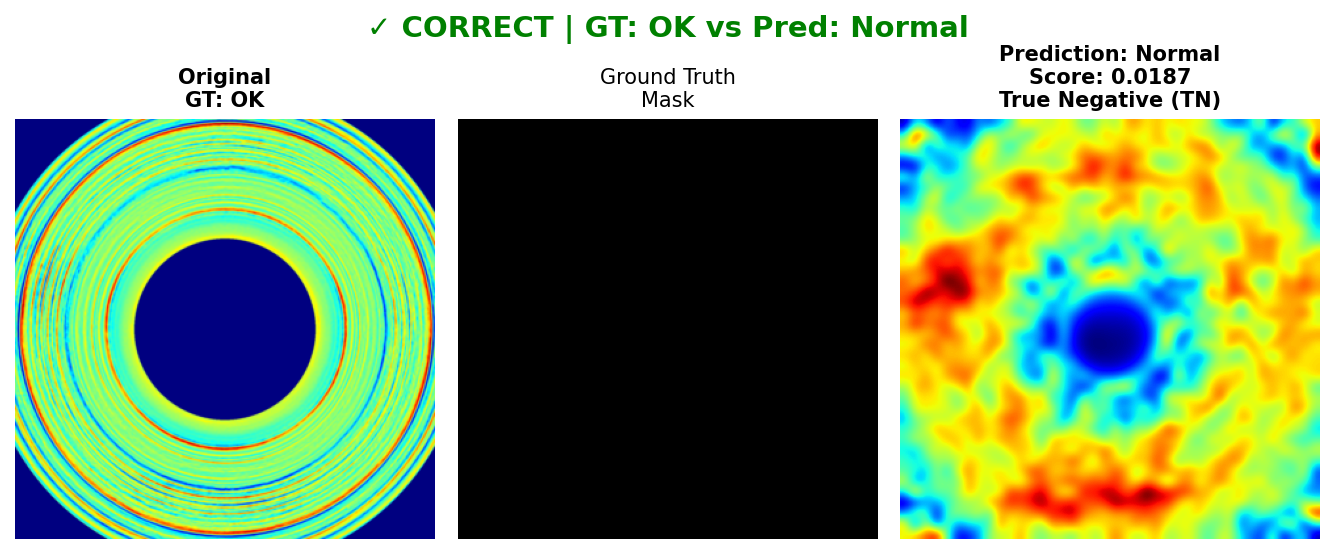 ✓ CORRECT | GT: OK vs Pred: Normal
Original
GT: OK
Ground Truth
Mask
Prediction: Normal
Score: 0.0187
True Negative (TN)